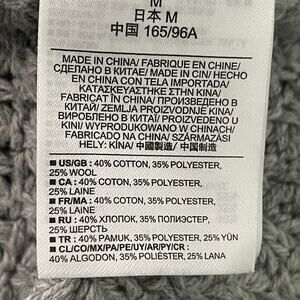 M
日本 M
中国 165/96A
MADE IN CHINA/ FABRIQUE EN CHINE/
СДЕЛАНО В КИТАЕ/ MADE IN CIN/ HECHO
EN CHINA CON TELA IMPORTADA/
ΚΑΤΑΣΚΕΥΑΣΤΗΚΕ ΣΤΗΝ ΚΙΝΑ/
FABRICAT ÎN CHINA/ PROIZVEDENO U
KITAJ/ ZEMLJA PROIZVODNJE KINA/
ВИРОБЛЕНО В КИТАЇ/ PROIZVEDENO U
KINI/ WYPRODUKOWANO W CHINACH/
FABRICADO NA CHINA/ SZÁRMAZÁSI
HELY: KÍNA/ 中國製造/ 中国制造
■ US/GB : 40% COTTON, 35% POLYESTER,
25% WOOL
■ CA : 40% COTON, 35% POLYESTER,
25% LAINE
■ FR/MA : 40% COTON, 35% POLYESTER,
25% LAINE
■ RU : 40% ХЛОПОК, 35% ПОЛИЭСТЕР,
25% ШЕРСТЬ
■ TR : 40% PAMUK, 35% POLYESTER, 25% YÜN
■ CL/CO/MX/PA/PE/UY/AR/PY/CR :
40% ALGODON, 35% POLIÉSTER, 25% LANA